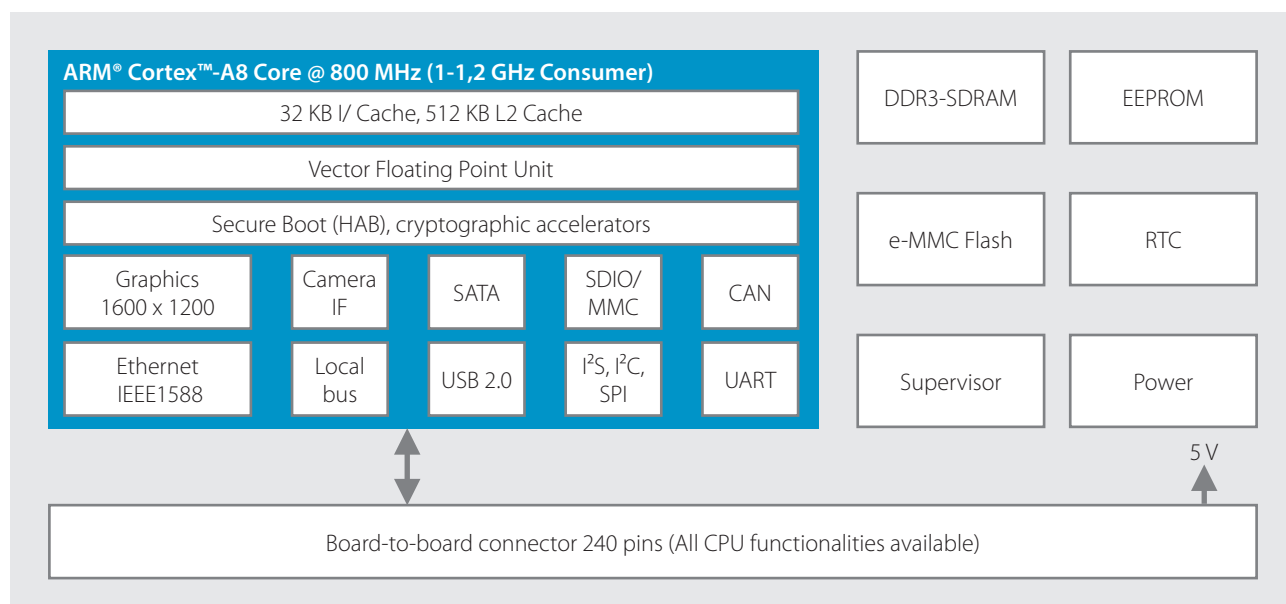 ARM® Cortex™-A8 Core @ 800 MHz (1-1,2 GHz Consumer)
32 KB I/ Cache, 512 KB L2 Cache
Vector Floating Point Unit
Secure Boot (HAB), cryptographic accelerators
Graphics
1600 x 1200
Camera
IF
SATA
SDIO/
MMC
CAN
Ethernet
IEEE1588
Local
bus
USB 2.0
I²S, I²C,
SPI
UART
DDR3-SDRAM
EEPROM
e-MMC Flash
RTC
Supervisor
Power
5 V
Board-to-board connector 240 pins (All CPU functionalities available)